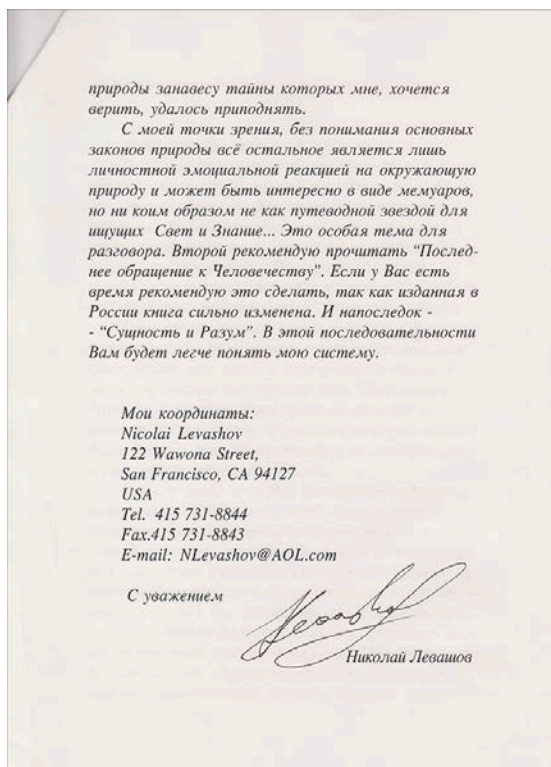 природы занавесу тайны которых мне, хочется
верить, удалось приподнять.
С моей точки зрения, без понимания основных
законов природы всё остальное является лишь
личностной эмоциальной реакцией на окружающую
природу и может быть интересно в виде мемуаров,
но ни коим образом не как путеводной звездой для
ищущих Свет и Знание... Это особая тема для
разговора. Второй рекомендую прочитать “Послед-
нее обращение к Человечеству”. Если у Вас есть
время рекомендую это сделать, так как изданная в
России книга сильно изменена. И напоследок -
- “Сущность и Разум”. В этой последовательности
Вам будет легче понять мою систему.
Мои координаты:
Nicolai Levashov
122 Wawona Street,
San Francisco, CA 94127
USA
Tel. 415 731-8844
Fax.415 731-8843
E-mail: NLevashov@AOL.com
С уважением
Николай Левашов